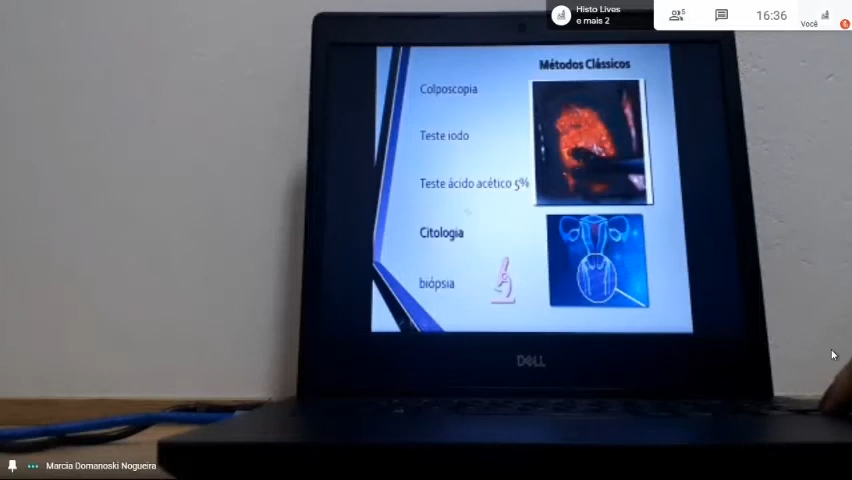 Histo Lives
e mais 2
5
16:36
Você
Métodos Clássicos
Colposcopia
Teste iodo
Teste ácido acético 5%
Citologia
biópsia
DELL
Marcia Domanoski Nogueira